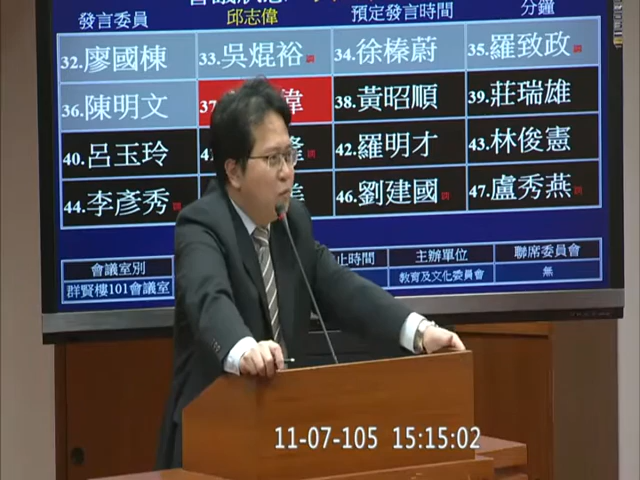 發言委員 邱志偉 預定發言時間 分鐘
32.廖國棟 33.吳焜裕 34.徐榛蔚 35.羅致政
36.陳明文 37 偉 38.黃昭順 39.莊瑞雄
40.呂玉玲 42.羅明才 43.林俊憲
44.李彥秀 46.劉建國 47.盧秀燕
會議室別 止時間 主辦單位 聯席委員會
群賢樓101會議室 教育及文化委員會 無
11-07-105 15:15:02